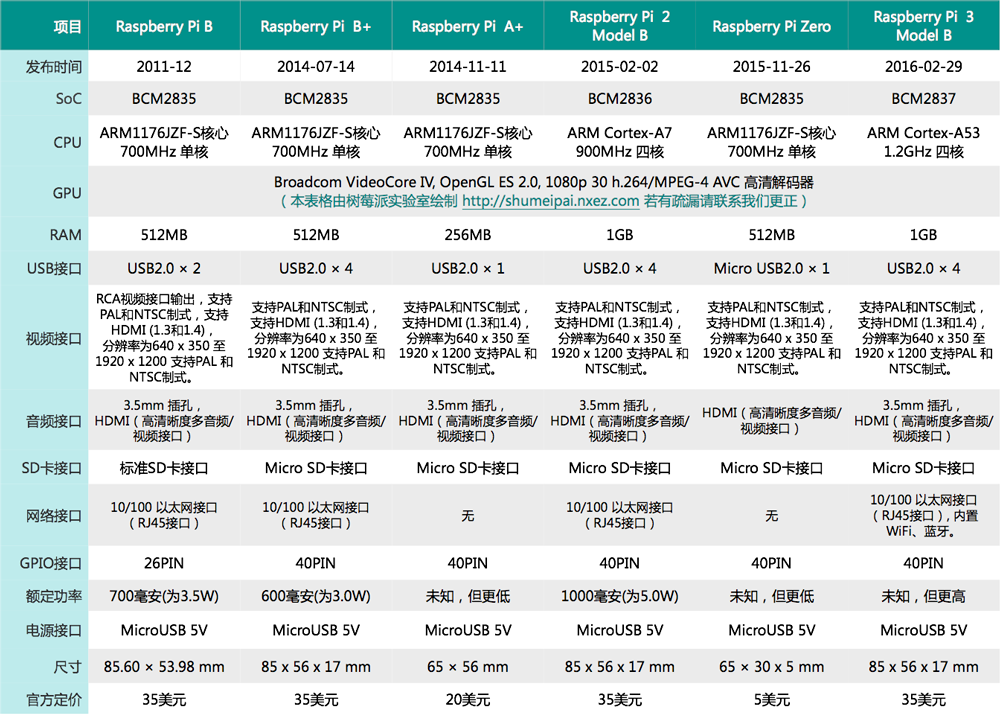 项目 Raspberry Pi B Raspberry Pi B+ Raspberry Pi A+ Raspberry Pi 2 Model B Raspberry Pi Zero Raspberry Pi 3 Model B
发布时间 2011-12 2014-07-14 2014-11-11 2015-02-02 2015-11-26 2016-02-29
SoC BCM2835 BCM2835 BCM2835 BCM2836 BCM2835 BCM2837
CPU
ARM1176JZF-S核心 ARM1176JZF-S核心 ARM1176JZF-S核心 ARM Cortex-A7 ARM1176JZF-S核心 ARM Cortex-A53
700MHz 单核 700MHz 单核 700MHz 单核 900MHz 四核 700MHz 单核 1.2GHz 四核
GPU
Broadcom VideoCore IV, OpenGL ES 2.0, 1080p 30 h.264/MPEG-4 AVC 高清解码器
（本表格由树莓派实验室绘制 http://shumeipai.nxez.com 若有疏漏请联系我们更正）
RAM 512MB 512MB 256MB 1GB 512MB 1GB
USB接口 USB2.0 × 2 USB2.0 × 4 USB2.0 × 1 USB2.0 × 4 Micro USB2.0 × 1 USB2.0 × 4
视频接口
RCA视频接口输出，支持
PAL和NTSC制式，支持
HDMI (1.3和1.4)，
分辨率为640 x 350 至
1920 x 1200 支持PAL 和
NTSC制式。
支持PAL和NTSC制式，
支持HDMI (1.3和1.4)，
分辨率为640 x 350 至
1920 x 1200 支持PAL 和
NTSC制式。
支持PAL和NTSC制式，
支持HDMI (1.3和1.4)，
分辨率为640 x 350 至
1920 x 1200 支持PAL 和
NTSC制式。
支持PAL和NTSC制式，
支持HDMI (1.3和1.4)，
分辨率为640 x 350 至
1920 x 1200 支持PAL 和
NTSC制式。
支持PAL和NTSC制式，
支持HDMI (1.3和1.4)，
分辨率为640 x 350 至
1920 x 1200 支持PAL 和
NTSC制式。
支持PAL和NTSC制式，
支持HDMI (1.3和1.4)，
分辨率为640 x 350 至
1920 x 1200 支持PAL 和
NTSC制式。
音频接口
3.5mm 插孔，
HDMI（高清晰度多音频/
视频接口）
3.5mm 插孔，
HDMI（高清晰度多音频/
视频接口）
3.5mm 插孔，
HDMI（高清晰度多音频/
视频接口）
3.5mm 插孔，
HDMI（高清晰度多音频/
视频接口）
HDMI（高清晰度多音频/
视频接口）
3.5mm 插孔，
HDMI（高清晰度多音频/
视频接口）
SD卡接口 标准SD卡接口 Micro SD卡接口 Micro SD卡接口 Micro SD卡接口 Micro SD卡接口 Micro SD卡接口
网络接口
10/100 以太网接口
（RJ45接口）
10/100 以太网接口
（RJ45接口）
无
10/100 以太网接口
（RJ45接口）
无
10/100 以太网接口
（RJ45接口）, 内置
WiFi、蓝牙。
GPIO接口 26PIN 40PIN 40PIN 40PIN 40PIN 40PIN
额定功率 700毫安(为3.5W) 600毫安(为3.0W) 未知，但更低 1000毫安(为5.0W) 未知，但更低 未知，但更高
电源接口 MicroUSB 5V MicroUSB 5V MicroUSB 5V MicroUSB 5V MicroUSB 5V MicroUSB 5V
尺寸 85.60 × 53.98 mm 85 x 56 x 17 mm 65 × 56 mm 85 x 56 x 17 mm 65 x 30 x 5 mm 85 x 56 x 17 mm
官方定价 35美元 35美元 20美元 35美元 5美元 35美元